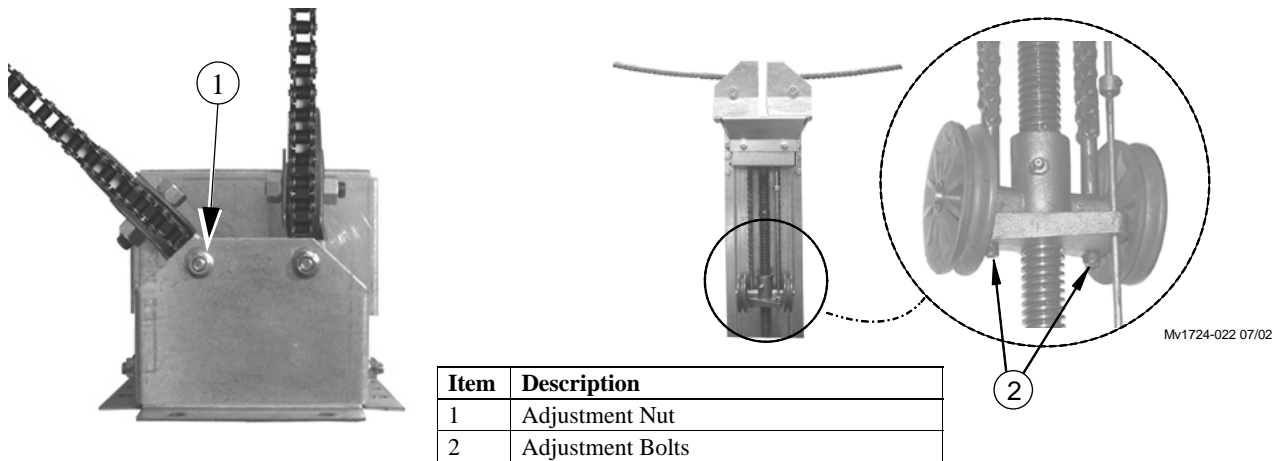 1
Mv1724-022 07/02
2
Item Description
1 Adjustment Nut
2 Adjustment Bolts